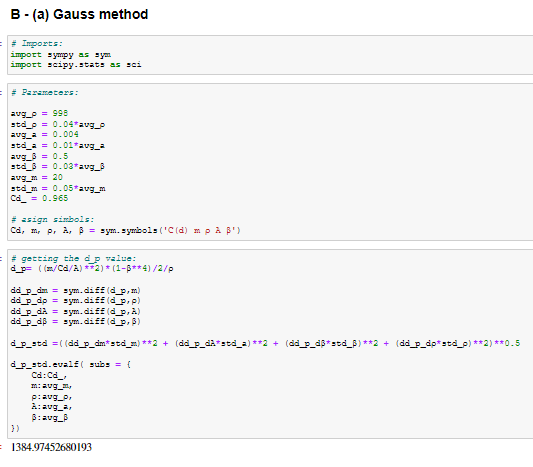 B - (a) Gauss method
# Imports:
import sympy as sym
import scipy.stats as sci
# Parameters:
avg_ρ = 998
std_ρ = 0.04*avg_ρ
avg_a = 0.004
std_a = 0.01*avg_a
avg_β = 0.5
std_β = 0.03*avg_β
avg_m = 20
std_m = 0.05*avg_m
Cd_ = 0.965
# asign simbols:
Cd, m, ρ, A, β = sym.symbols('C(d) m ρ A β')
# getting the d_p value:
d_p= ((m/Cd/A)**2)*(1-β**4)/2/ρ
dd_p_dm = sym.diff(d_p,m)
dd_p_dρ = sym.diff(d_p,ρ)
dd_p_dA = sym.diff(d_p,A)
dd_p_dβ = sym.diff(d_p,β)
d_p_std =((dd_p_dm*std_m)**2 + (dd_p_dA*std_a)**2 + (dd_p_dβ*std_β)**2 + (dd_p_dρ*std_ρ)**2)**0.5
d_p_std.evalf( subs = {
Cd:Cd_,
m:avg_m,
ρ:avg_ρ,
A:avg_a,
β:avg_β
})
1384.97452680193